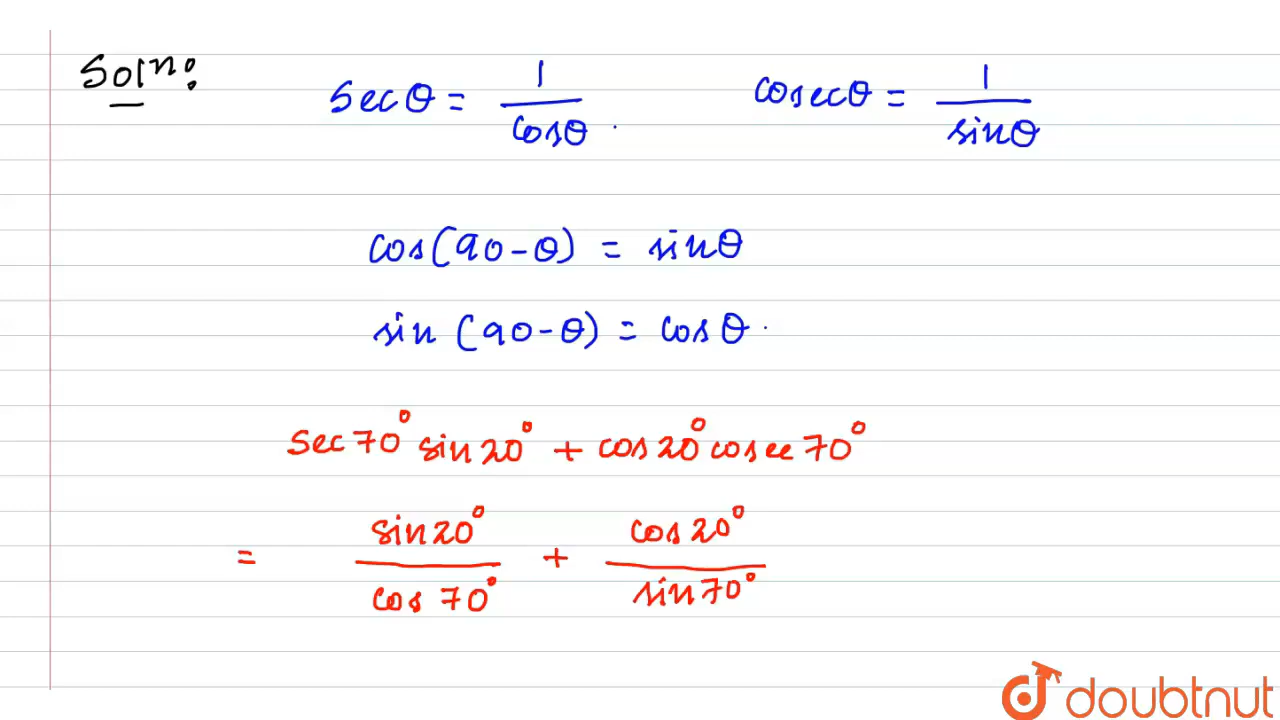 Soln:
secθ = 1/cosθ cosecθ = 1/sinθ
cos(90-θ) = sinθ
sin(90-θ) = cosθ
sec70° sin20° + cos20° cosec70°
= sin20°/cos70° + cos20°/sin70°
doubtnut